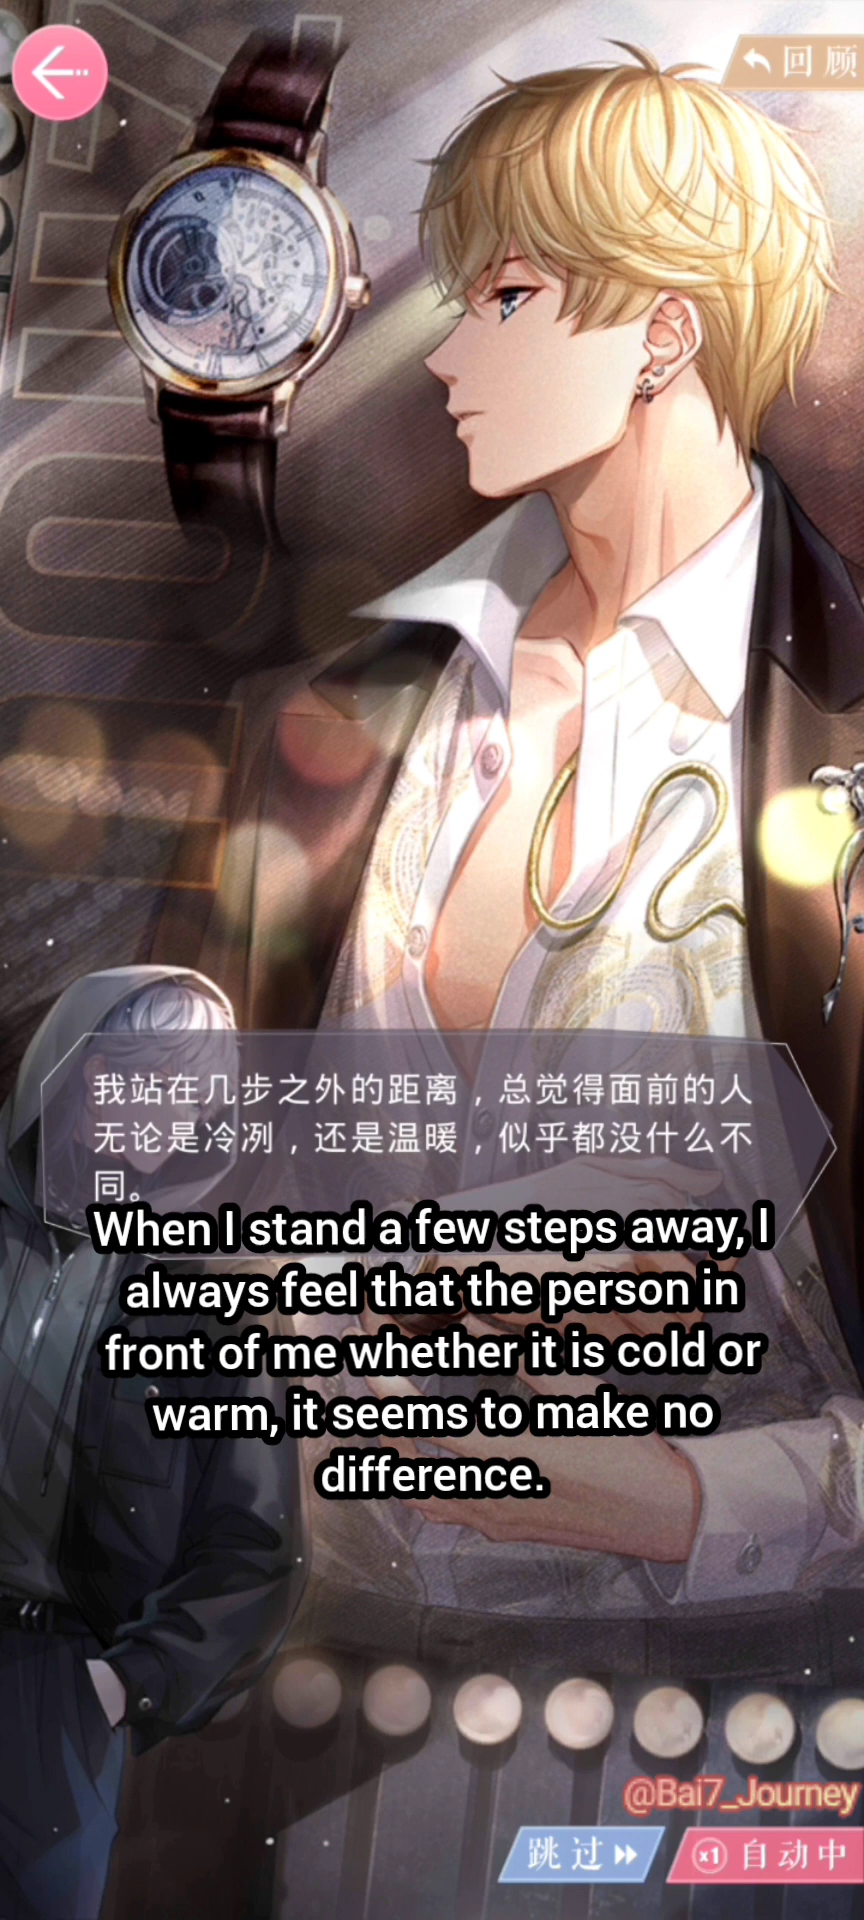 回顾
我站在几步之外的距离，总觉得面前的人
无论是冷冽，还是温暖，似乎都没什么不
同。
When I stand a few steps away, I
always feel that the person in
front of me whether it is cold or
warm, it seems to make no
difference.
@Bai7_Journey
跳过
x1 自动中